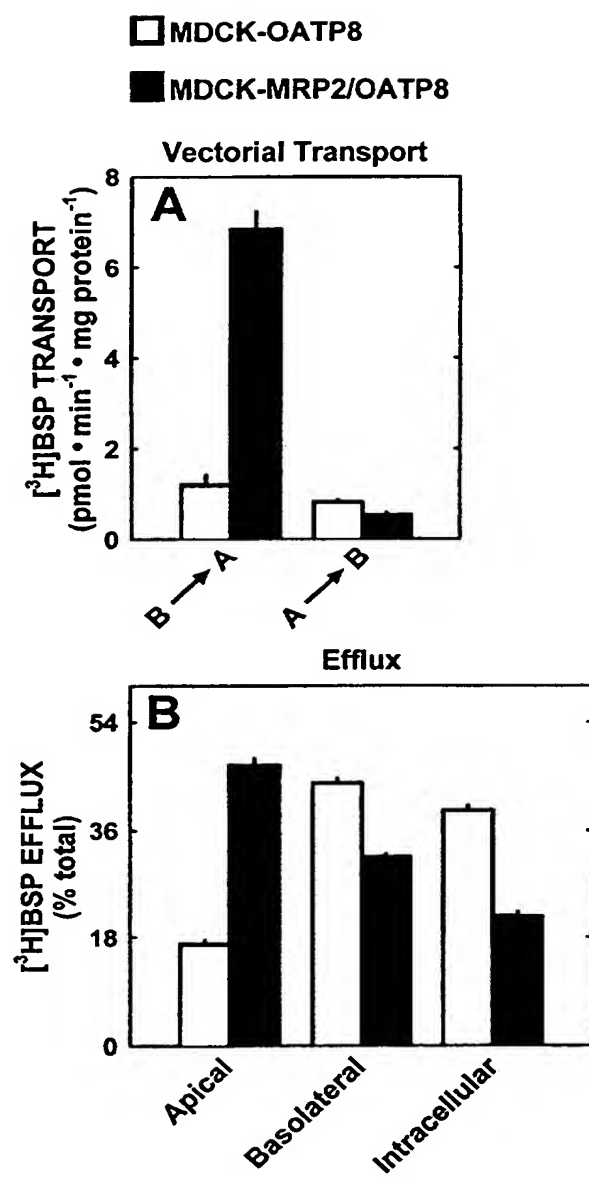 MDCK-OATP8
MDCK-MRP2/OATP8
Vectorial Transport
A
[³H]BSP TRANSPORT
(pmol • min⁻¹ • mg protein⁻¹)
8
6
4
2
0
B → A
A → B
Efflux
B
[³H]BSP EFFLUX
(% total)
54
36
18
0
Apical
Basolateral
Intracellular